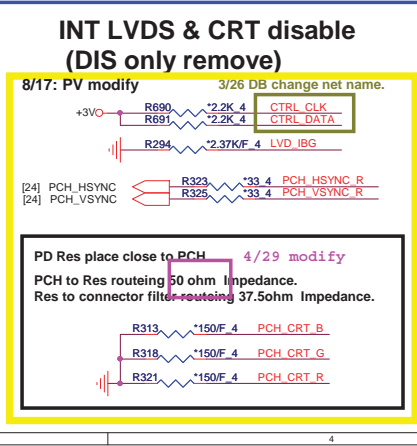 INT LVDS & CRT disable
(DIS only remove)
8/17: PV modify 3/26 DB change net name.
+3V R690 *2.2K_4 CTRL_CLK
R691 *2.2K_4 CTRL_DATA
R294 *2.37K/F_4 LVD_IBG
[24] PCH_HSYNC R323 *33_4 PCH_HSYNC_R
[24] PCH_VSYNC R325 *33_4 PCH_VSYNC_R
PD Res place close to PCH 4/29 modify
PCH to Res routeing 50 ohm Impedance.
Res to connector filter routeing 37.5ohm Impedance.
R313 *150/F_4 PCH_CRT_B
R318 *150/F_4 PCH_CRT_G
R321 *150/F_4 PCH_CRT_R
4